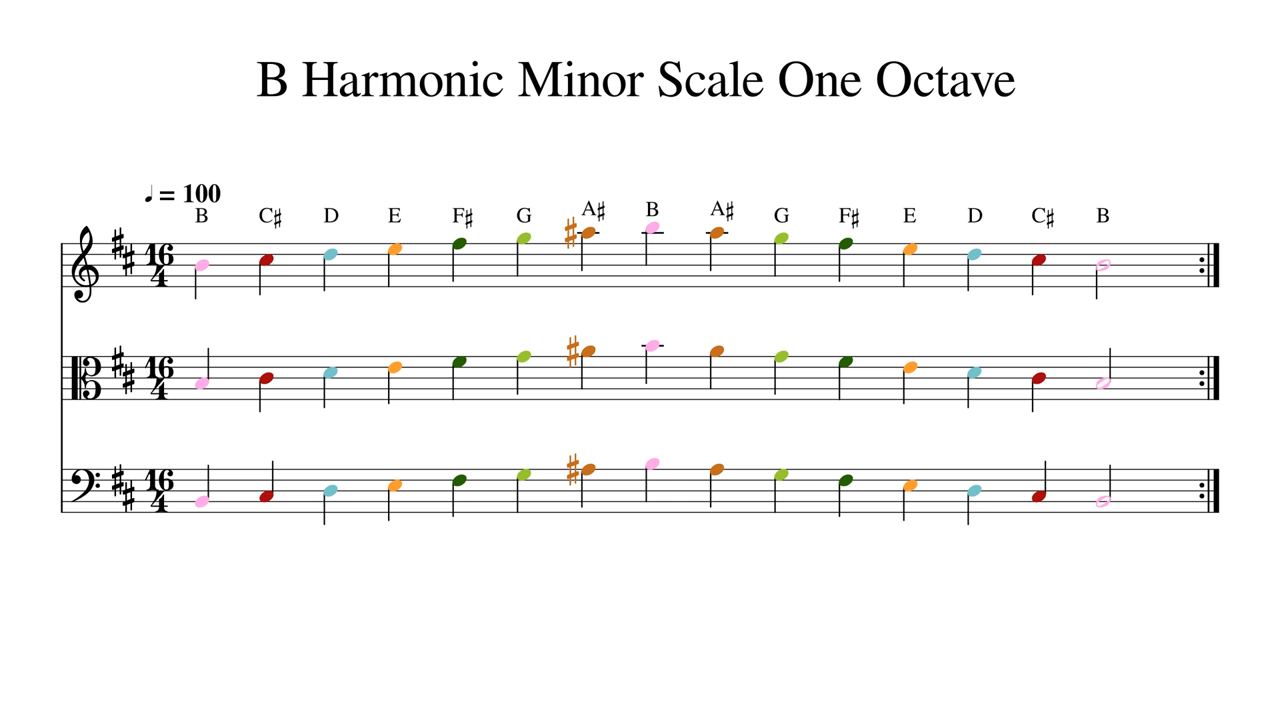 B Harmonic Minor Scale One Octave
♩ = 100
B C♯ D E F♯ G A♯ B A♯ G F♯ E D C♯ B
16
4
16
4
16
4